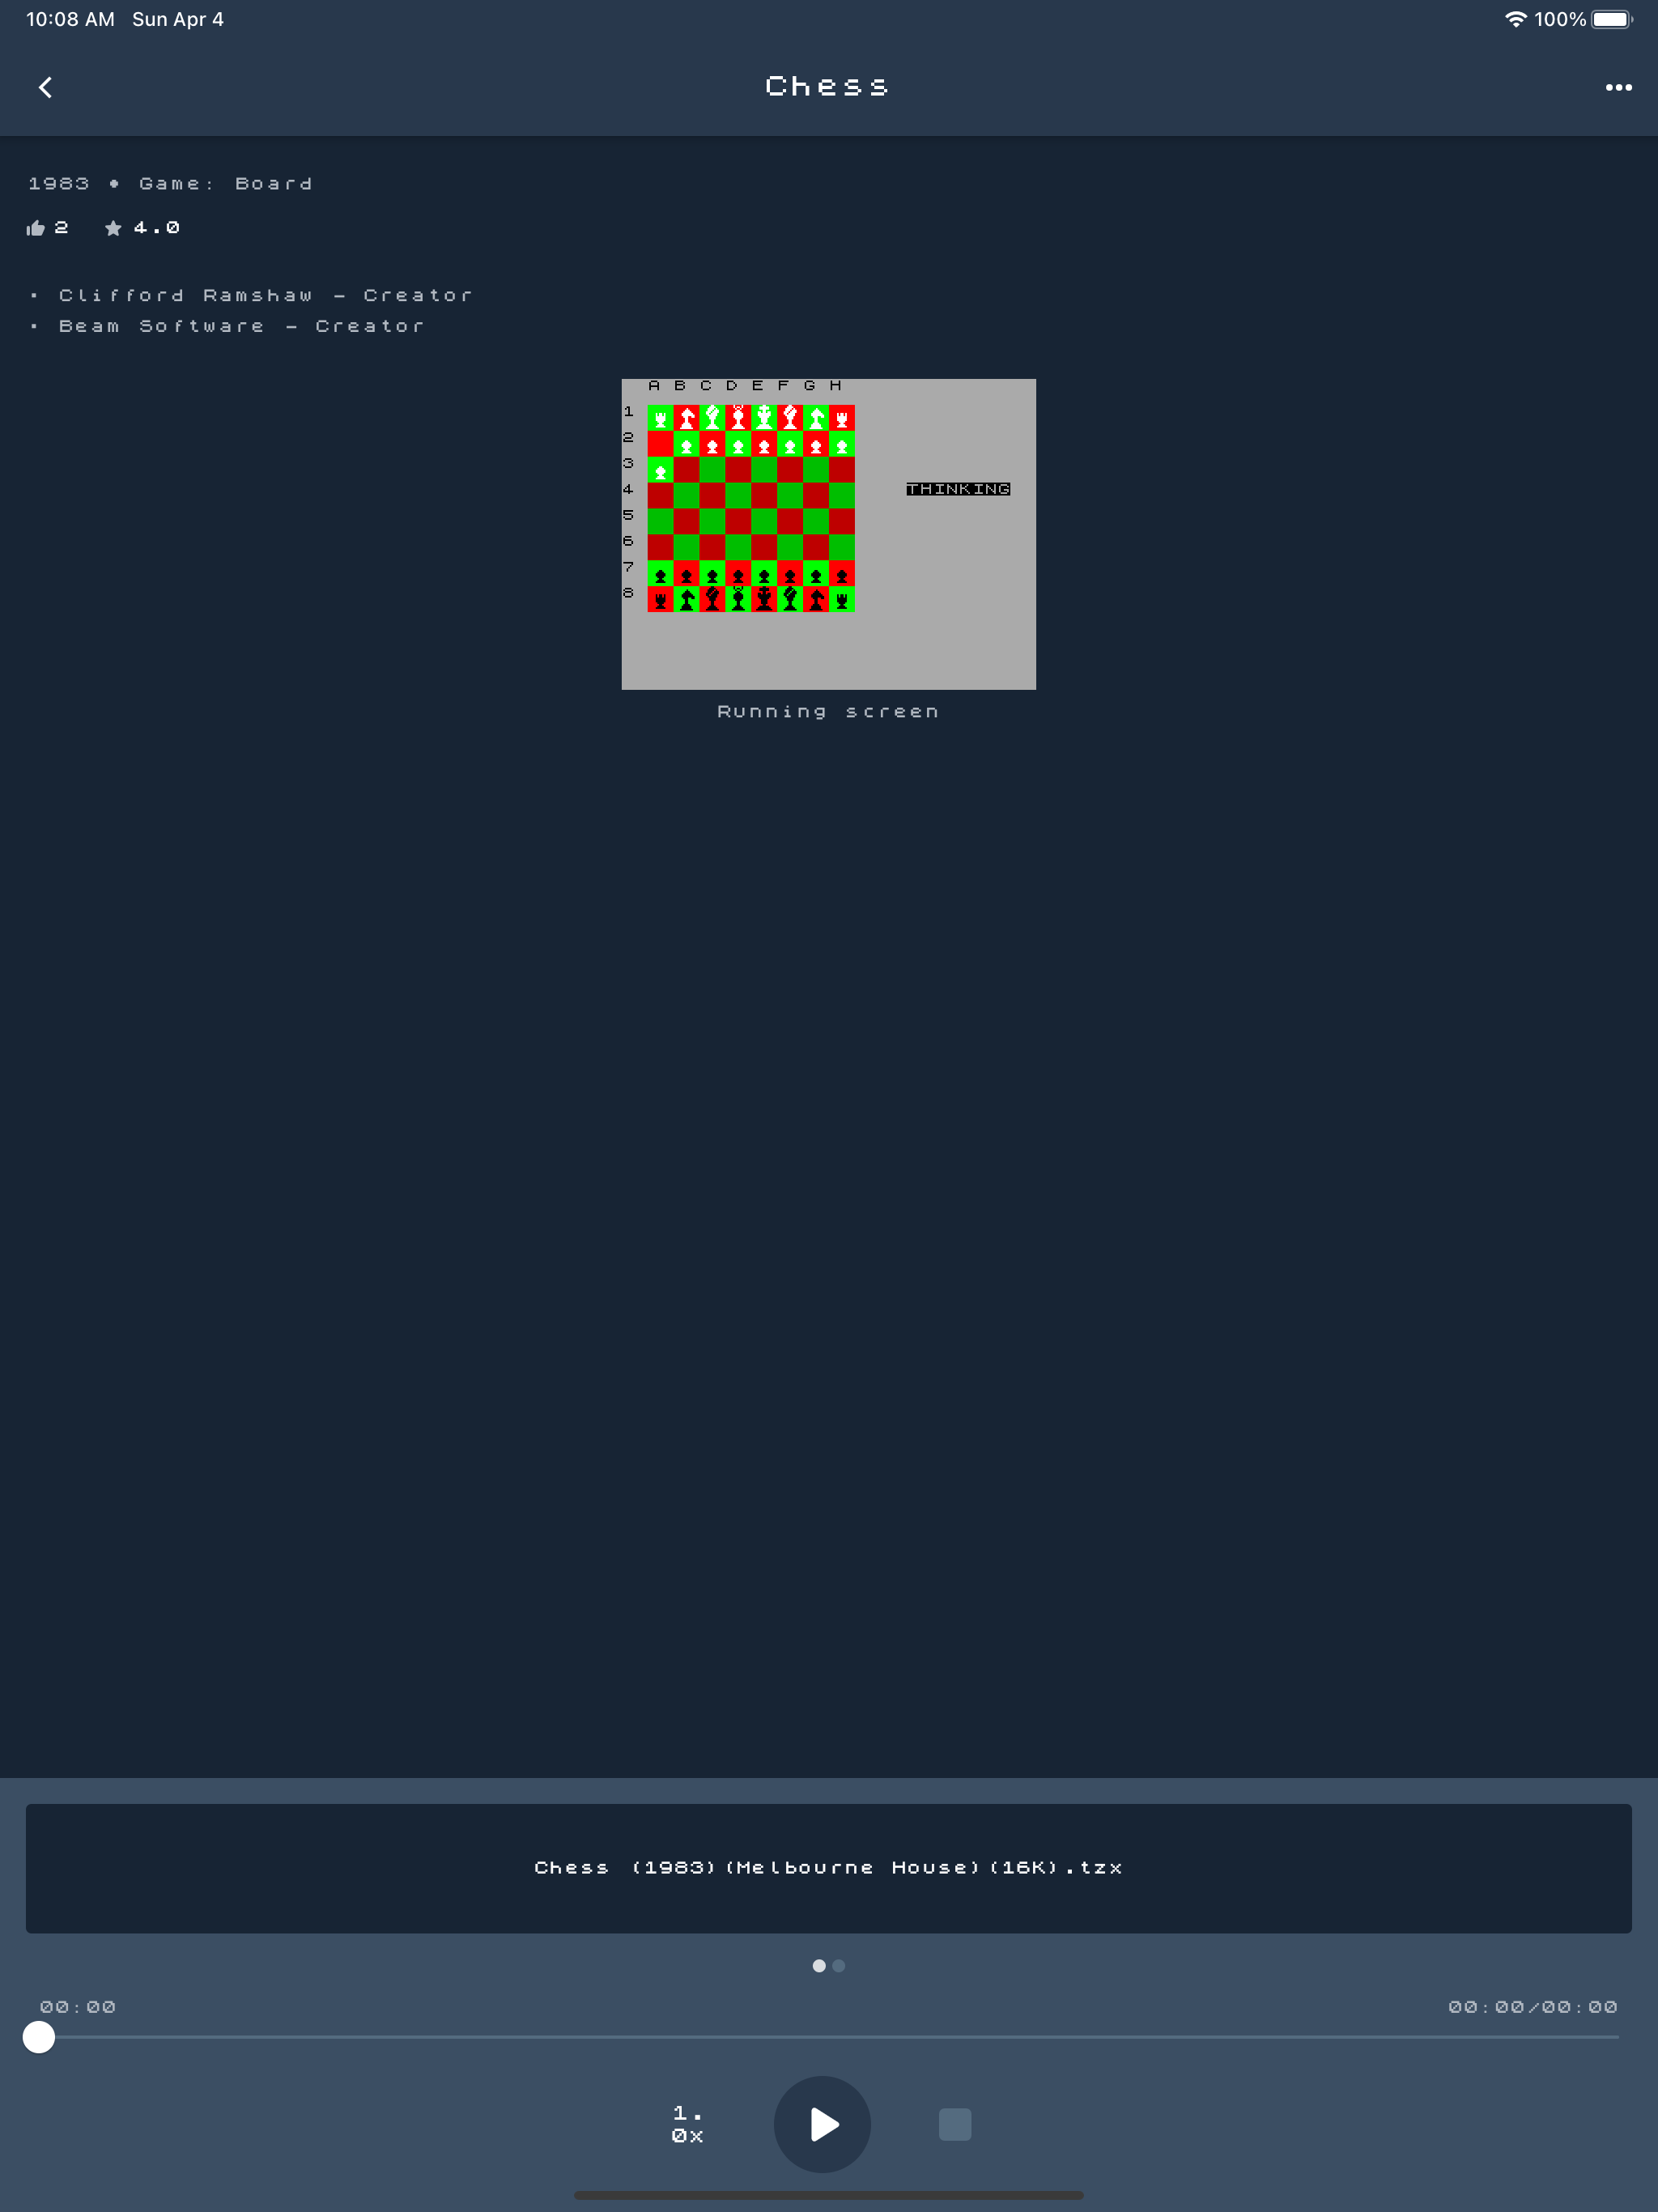 10:08 AM Sun Apr 4 100%
Chess
1983 • Game: Board
2 4.0
• Clifford Ramshaw - Creator
• Beam Software - Creator
A B C D E F G H
1
2
3
4 THINKING
5
6
7
8
Running screen
Chess (1983)(Melbourne House)(16K).tzx
00:00 00:00/00:00
1.
0x